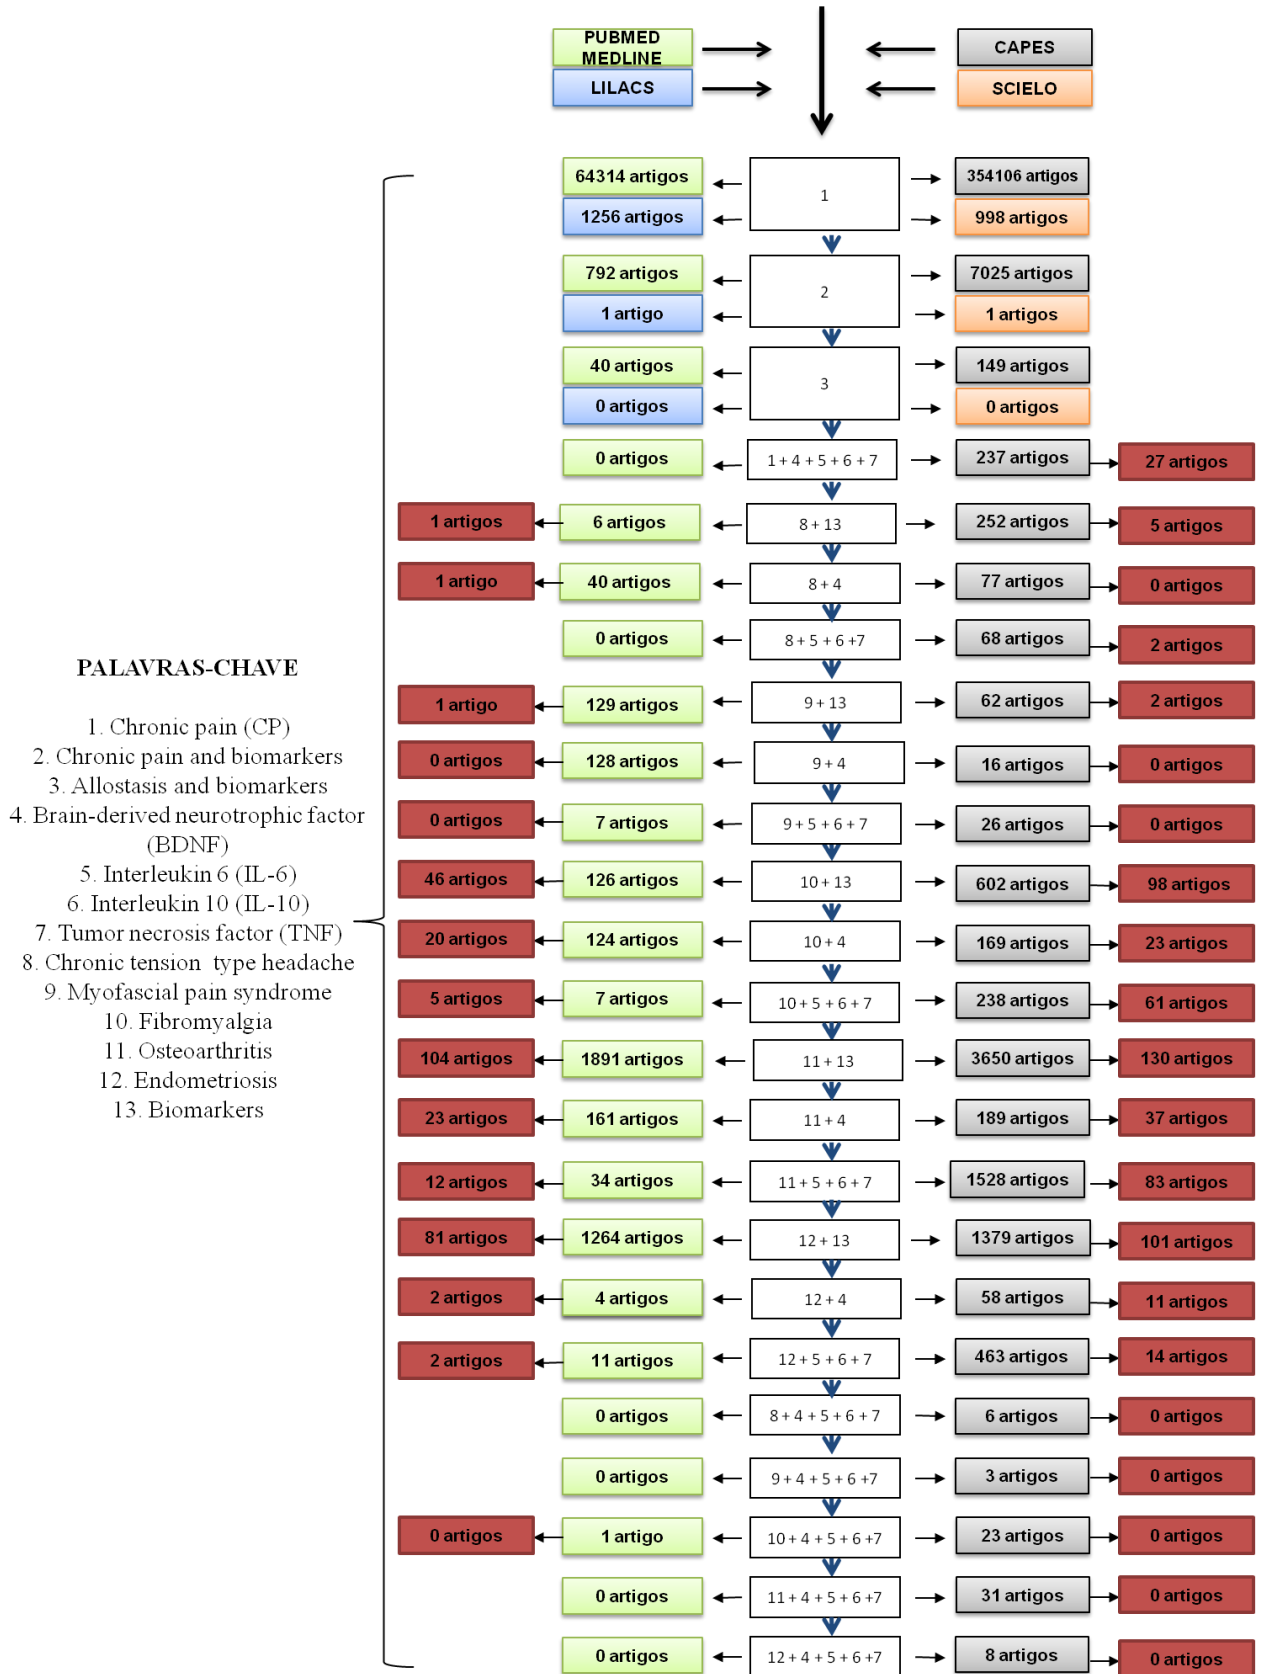 PUBMED
MEDLINE
CAPES
LILACS
SCIELO
64314 artigos
1
354106 artigos
1256 artigos
998 artigos
792 artigos
2
7025 artigos
1 artigo
1 artigos
40 artigos
3
149 artigos
0 artigos
0 artigos
0 artigos
1 + 4 + 5 + 6 + 7
237 artigos
27 artigos
1 artigos
6 artigos
8 + 13
252 artigos
5 artigos
1 artigo
40 artigos
8 + 4
77 artigos
0 artigos
0 artigos
8 + 5 + 6 +7
68 artigos
2 artigos
1 artigo
129 artigos
9 + 13
62 artigos
2 artigos
0 artigos
128 artigos
9 + 4
16 artigos
0 artigos
0 artigos
7 artigos
9 + 5 + 6 + 7
26 artigos
0 artigos
46 artigos
126 artigos
10 + 13
602 artigos
98 artigos
20 artigos
124 artigos
10 + 4
169 artigos
23 artigos
5 artigos
7 artigos
10 + 5 + 6 + 7
238 artigos
61 artigos
104 artigos
1891 artigos
11 + 13
3650 artigos
130 artigos
23 artigos
161 artigos
11 + 4
189 artigos
37 artigos
12 artigos
34 artigos
11 + 5 + 6 + 7
1528 artigos
83 artigos
81 artigos
1264 artigos
12 + 13
1379 artigos
101 artigos
2 artigos
4 artigos
12 + 4
58 artigos
11 artigos
2 artigos
11 artigos
12 + 5 + 6 + 7
463 artigos
14 artigos
0 artigos
8 + 4 + 5 + 6 + 7
6 artigos
0 artigos
0 artigos
9 + 4 + 5 + 6 +7
3 artigos
0 artigos
0 artigos
1 artigo
10 + 4 + 5 + 6 +7
23 artigos
0 artigos
0 artigos
11 + 4 + 5 + 6 +7
31 artigos
0 artigos
0 artigos
12 + 4 + 5 + 6 +7
8 artigos
0 artigos
PALAVRAS-CHAVE
1. Chronic pain (CP)
2. Chronic pain and biomarkers
3. Allostasis and biomarkers
4. Brain-derived neurotrophic factor
(BDNF)
5. Interleukin 6 (IL-6)
6. Interleukin 10 (IL-10)
7. Tumor necrosis factor (TNF)
8. Chronic tension type headache
9. Myofascial pain syndrome
10. Fibromyalgia
11. Osteoarthritis
12. Endometriosis
13. Biomarkers